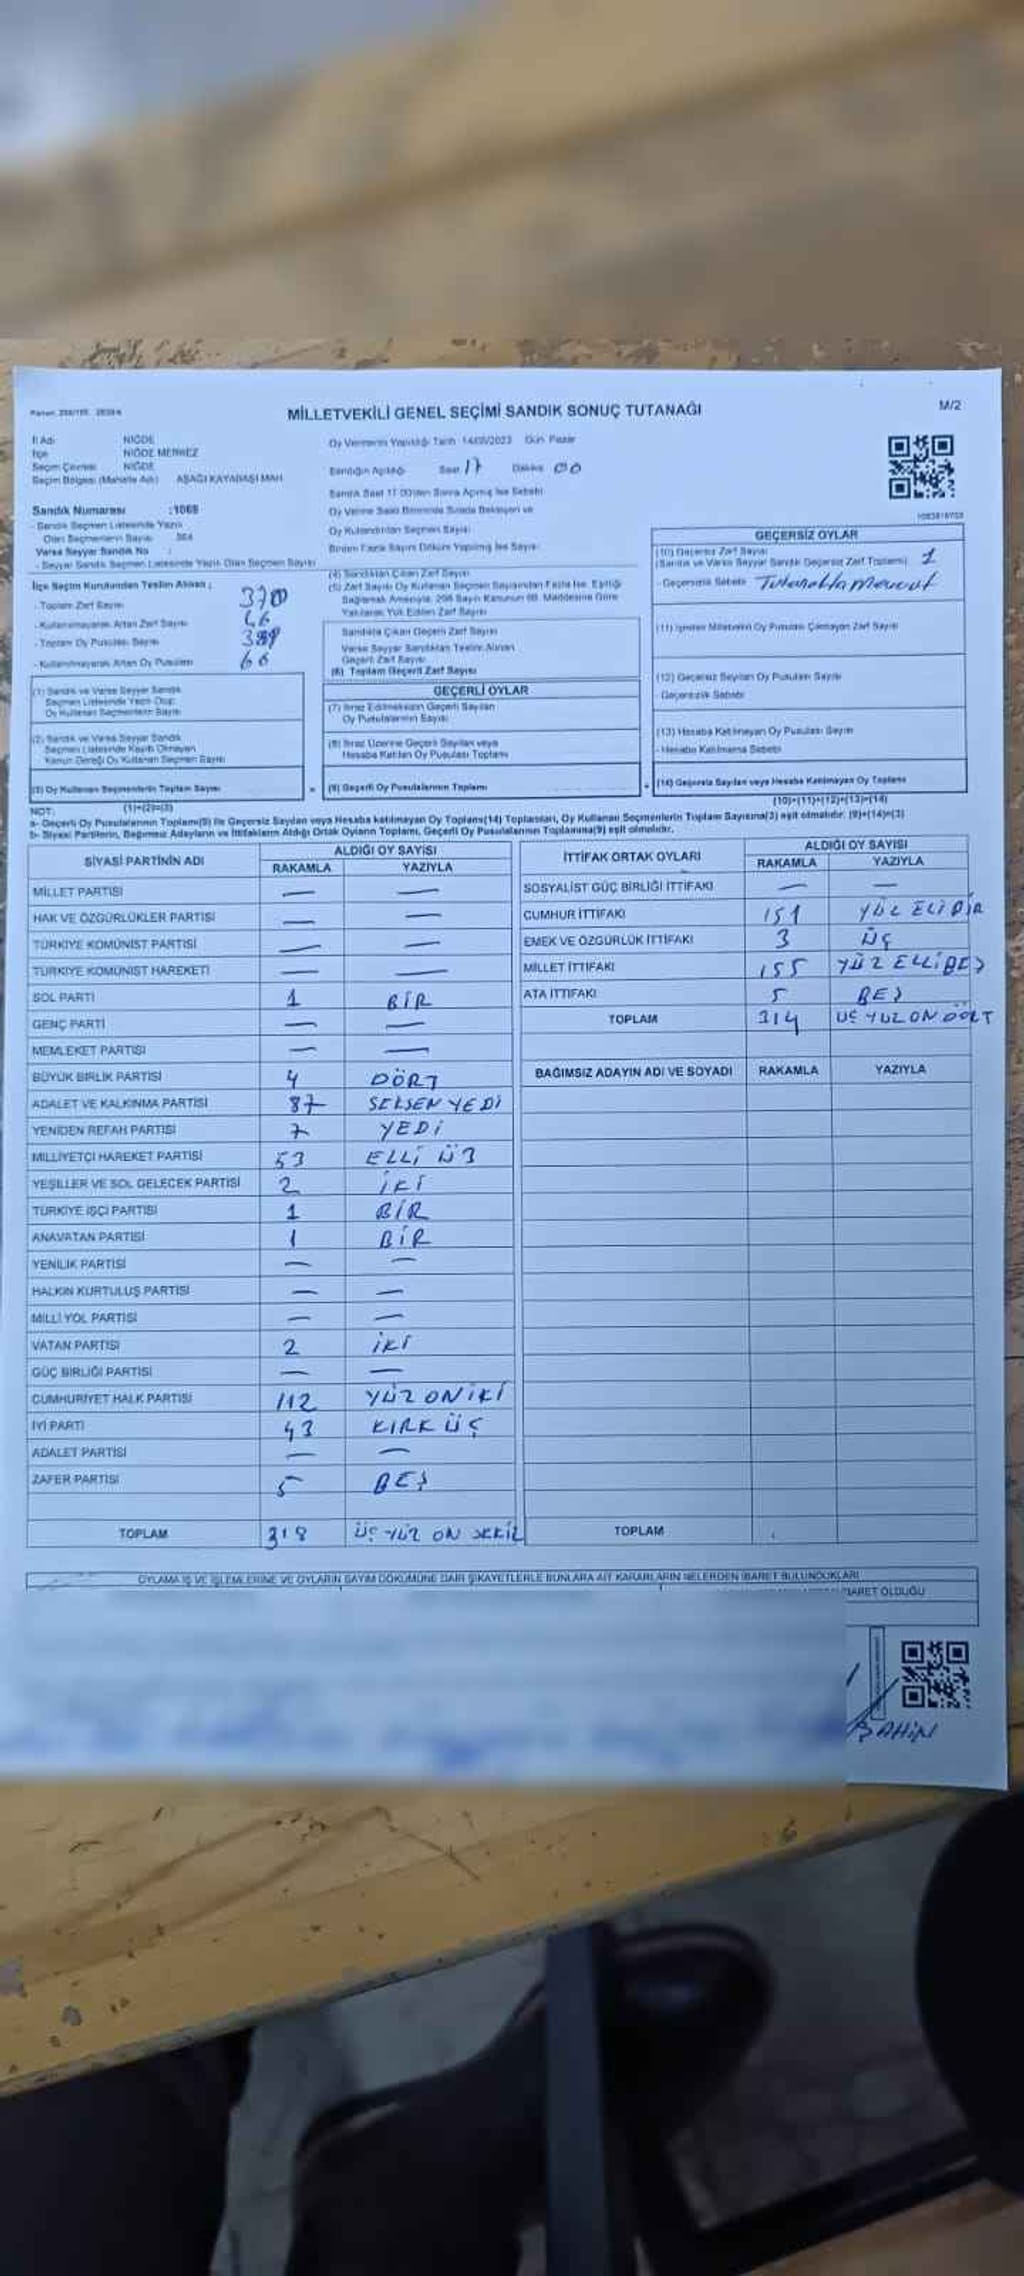 MİLLETVEKİLİ GENEL SEÇİMİ SANDIK SONUÇ TUTANAĞI
M/2
İl Adı NİĞDE
İlçe NİĞDE MERKEZ
Seçim Çevresi NİĞDE
Seçim Bölgesi (Mahalle Adı) AŞAĞI KAYABAŞI MAH
Oy Vermenin Yapıldığı Tarih 14/05/2023 Gün Pazar
Sandığın Açıldığı Saat 17 Dakika 00
Sandık Saat 17.00'den Sonra Açılmış İse Sebebi
Oy Verme Saati Bitiminde Sırada Bekleyen ve
Oy Kullandırılan Seçmen Sayısı
Birden Fazla Sayım Döküm Yapılmış İse Sayısı
Sandık Numarası :1069
- Sandık Seçmen Listesinde Yazılı
Olan Seçmenlerin Sayısı
Varsa Seyyar Sandık No :
- Seyyar Sandık Seçmen Listesinde Yazılı Olan Seçmen Sayısı
İlçe Seçim Kurulundan Teslim Alınan :
- Toplam Zarf Sayısı 370
- Kullanılmayarak Artan Zarf Sayısı 66
- Toplam Oy Pusulası Sayısı
- Kullanılmayarak Artan Oy Pusulası 66
(1) Sandık ve Varsa Seyyar Sandık
Seçmen Listesinde Yazılı Olup
Oy Kullanan Seçmenlerin Sayısı
(2) Sandık ve Varsa Seyyar Sandık
Seçmen Listesinde Kayıtlı Olmayan
Kanun Gereği Oy Kullanan Seçmen Sayısı
(3) Oy Kullanan Seçmenlerin Toplam Sayısı
(1)+(2)=(3)
(4) Sandıktan Çıkan Zarf Sayısı
(5) Zarf Sayısı Oy Kullanan Seçmen Sayısından Fazla İse, Eşitliği
Sağlamak Amacıyla, 298 Sayılı Kanunun 98. Maddesine Göre
Yakılarak Yok Edilen Zarf Sayısı
Sandıkta Çıkan Geçerli Zarf Sayısı
Varsa Seyyar Sandıktan Teslim Alınan
Geçerli Zarf Sayısı
(6) Toplam Geçerli Zarf Sayısı
GEÇERLİ OYLAR
(7) İtiraz Edilmeksizin Geçerli Sayılan
Oy Pusulalarının Sayısı
(8) İtiraz Üzerine Geçerli Sayılan veya
Hesaba Katılan Oy Pusulası Toplamı
(9) Geçerli Oy Pusulalarının Toplamı
GEÇERSİZ OYLAR
(10) Geçersiz Zarf Sayısı
(Sandık ve Varsa Seyyar Sandık Geçersiz Zarf Toplamı) 1
- Geçersizlik Sebebi Tutanakta mevcut
(11) İçinden Milletvekili Oy Pusulası Çıkmayan Zarf Sayısı
(12) Geçersiz Sayılan Oy Pusulası Sayısı
- Geçersizlik Sebebi
(13) Hesaba Katılmayan Oy Pusulası Sayısı
- Hesaba Katılmama Sebebi
(14) Geçersiz Sayılan veya Hesaba Katılmayan Oy Toplamı
(10)+(11)+(12)+(13)=(14)
NOT:
a- Geçerli Oy Pusulalarının Toplamı(9) ile Geçersiz Sayılan veya Hesaba katılmayan Oy Toplamı(14) Toplamları, Oy Kullanan Seçmenlerin Toplam Sayısına(3) eşit olmalıdır. (9)+(14)=(3)
b- Siyasi Partilerin, Bağımsız Adayların ve İttifakların Aldığı Ortak Oyların Toplamı, Geçerli Oy Pusulalarının Toplamına(9) eşit olmalıdır.
SİYASİ PARTİNİN ADI ALDIĞI OY SAYISI
RAKAMLA YAZIYLA
MİLLET PARTİSİ — —
HAK VE ÖZGÜRLÜKLER PARTİSİ — —
TÜRKİYE KOMÜNİST PARTİSİ — —
TÜRKİYE KOMÜNİST HAREKETİ — —
SOL PARTİ 1 BİR
GENÇ PARTİ — —
MEMLEKET PARTİSİ — —
BÜYÜK BİRLİK PARTİSİ 4 DÖRT
ADALET VE KALKINMA PARTİSİ 87 SEKSEN YEDİ
YENİDEN REFAH PARTİSİ 7 YEDİ
MİLLİYETÇİ HAREKET PARTİSİ 53 ELLİ ÜÇ
YEŞİLLER VE SOL GELECEK PARTİSİ 2 İKİ
TÜRKİYE İŞÇİ PARTİSİ 1 BİR
ANAVATAN PARTİSİ 1 BİR
YENİLİK PARTİSİ — —
HALKIN KURTULUŞ PARTİSİ — —
MİLLİ YOL PARTİSİ — —
VATAN PARTİSİ 2 İKİ
GÜÇ BİRLİĞİ PARTİSİ — —
CUMHURİYET HALK PARTİSİ 112 YÜZ ON İKİ
İYİ PARTİ 43 KIRK ÜÇ
ADALET PARTİSİ — —
ZAFER PARTİSİ 5 BEŞ
TOPLAM 318 ÜÇ YÜZ ON SEKİZ
İTTİFAK ORTAK OYLARI ALDIĞI OY SAYISI
RAKAMLA YAZIYLA
SOSYALİST GÜÇ BİRLİĞİ İTTİFAKI — —
CUMHUR İTTİFAKI 151 YÜZ ELİ BİR
EMEK VE ÖZGÜRLÜK İTTİFAKI 3 ÜÇ
MİLLET İTTİFAKI 155 YÜZ ELLİ BEŞ
ATA İTTİFAKI 5 BEŞ
TOPLAM 314 ÜÇ YÜZ ON DÖRT
BAĞIMSIZ ADAYIN ADI VE SOYADI RAKAMLA YAZIYLA
TOPLAM
OYLAMA İŞ VE İŞLEMLERİNE VE OYLARIN SAYIM DÖKÜMÜNE DAİR ŞİKAYETLERLE BUNLARA AİT KARARLARIN NELERDEN İBARET BULUNDUKLARI
İBARET OLDUĞU
ŞAHİN